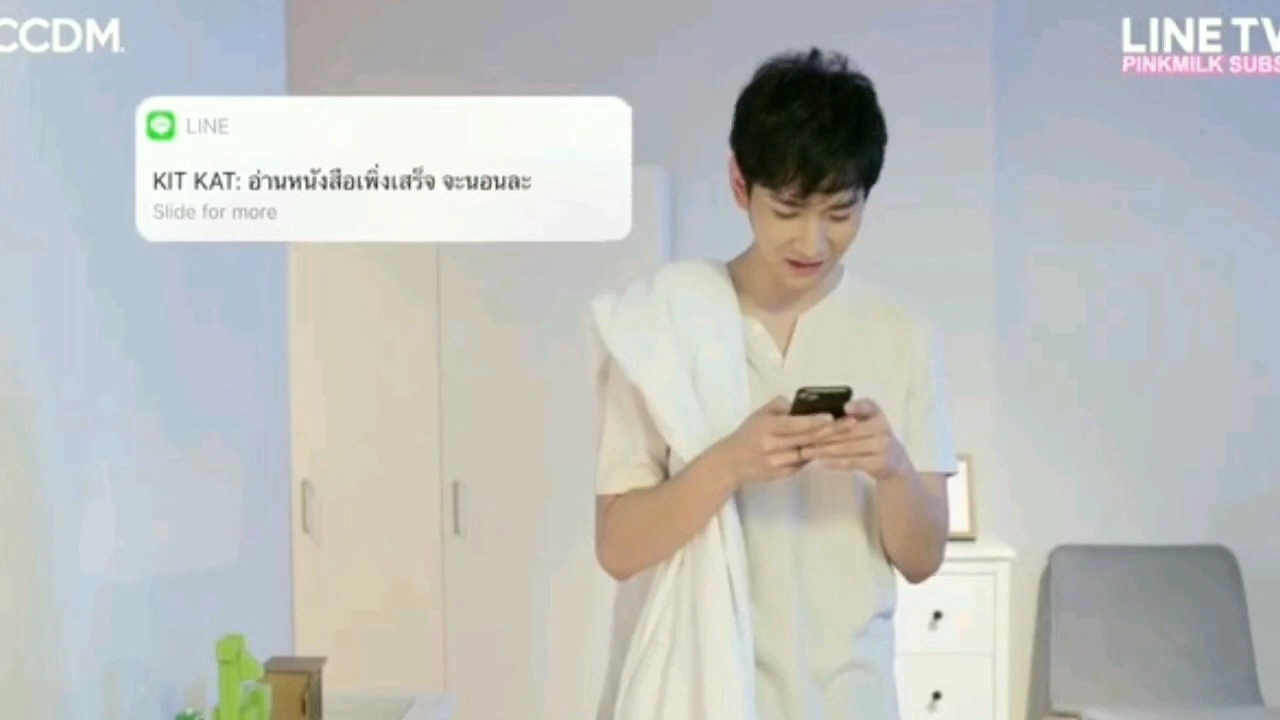 CCDM.
LINE TV
PINKMILK SUBS
LINE
KIT KAT: อ่านหนังสือเพิ่งเสร็จ จะนอนละ
Slide for more